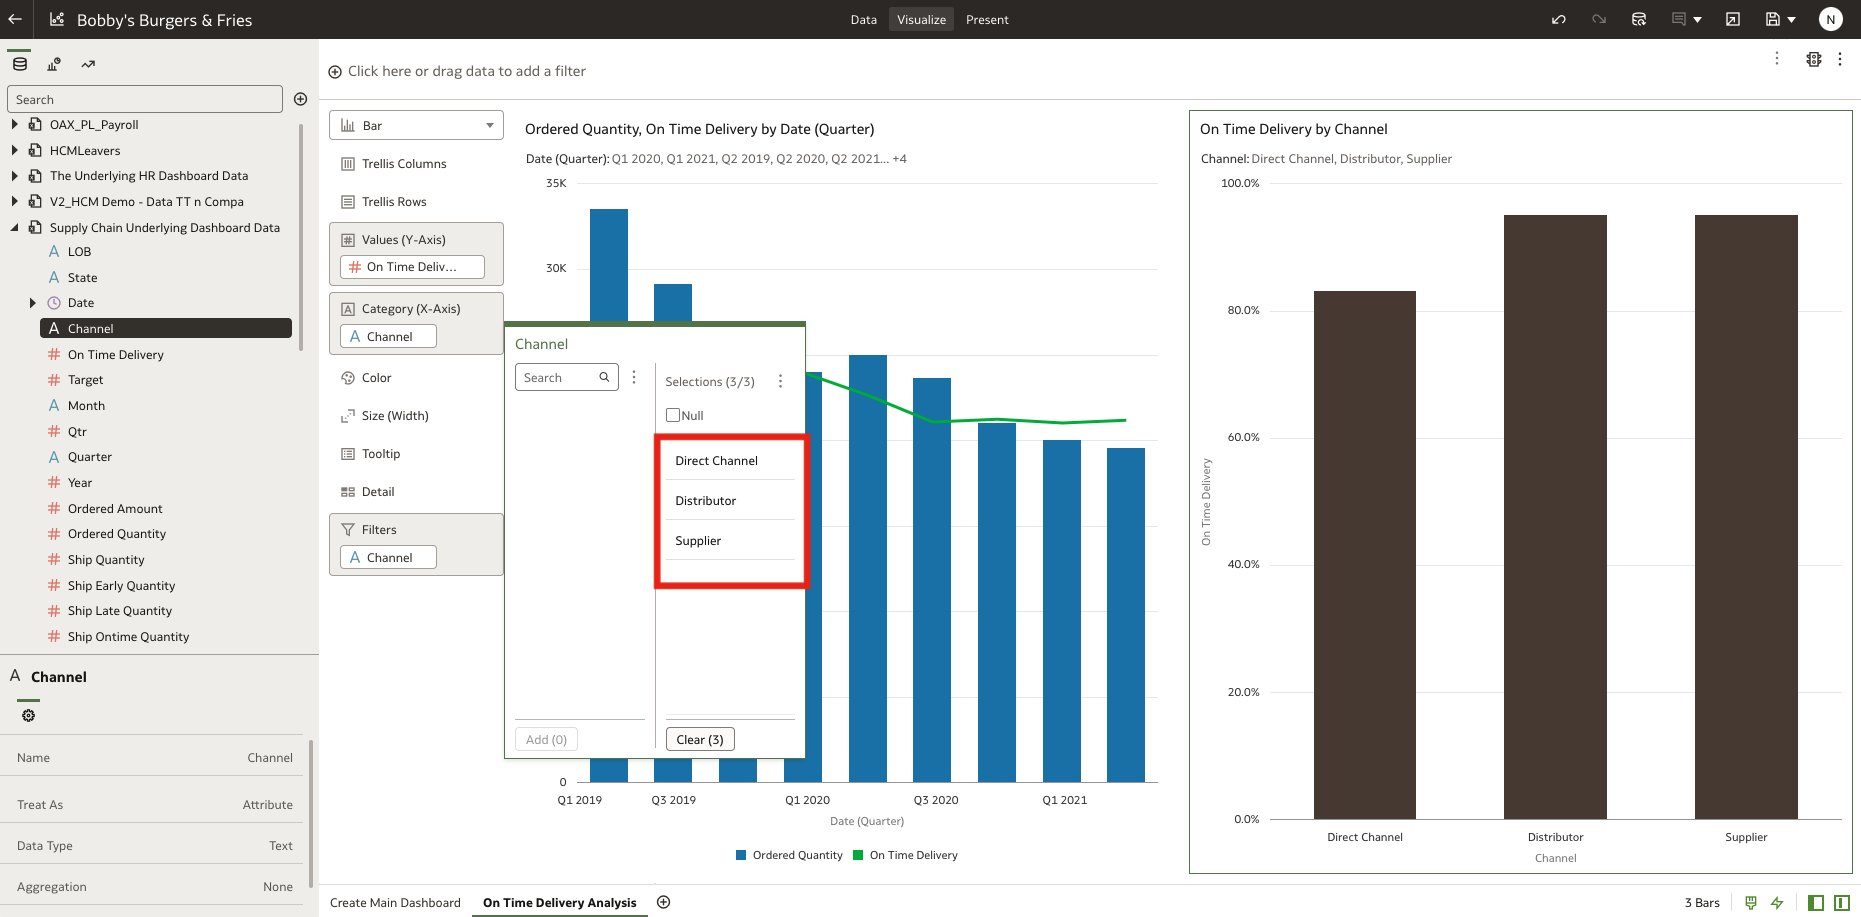 Bobby's Burgers & Fries
Data Visualize Present
N
Click here or drag data to add a filter
Search
OAX_PL_Payroll
HCMLeavers
The Underlying HR Dashboard Data
V2_HCM Demo - Data TT n Compa
Supply Chain Underlying Dashboard Data
A LOB
A State
Date
A Channel
# On Time Delivery
# Target
A Month
# Qtr
A Quarter
# Year
# Ordered Amount
# Ordered Quantity
# Ship Quantity
# Ship Early Quantity
# Ship Late Quantity
# Ship Ontime Quantity
A Channel
Name Channel
Treat As Attribute
Data Type Text
Aggregation None
Bar
Trellis Columns
Trellis Rows
Values (Y-Axis)
# On Time Deliv...
Category (X-Axis)
A Channel
Color
Size (Width)
Tooltip
Detail
Filters
A Channel
Ordered Quantity, On Time Delivery by Date (Quarter)
Date (Quarter): Q1 2020, Q1 2021, Q2 2019, Q2 2020, Q2 2021... +4
35K
30K
0
Q1 2019 Q3 2019 Q1 2020 Q3 2020 Q1 2021
Date (Quarter)
Ordered Quantity On Time Delivery
Channel
Search
Selections (3/3)
Null
Direct Channel
Distributor
Supplier
Add (0)
Clear (3)
On Time Delivery by Channel
Channel: Direct Channel, Distributor, Supplier
100.0%
80.0%
60.0%
40.0%
20.0%
0.0%
On Time Delivery
Direct Channel Distributor Supplier
Channel
Create Main Dashboard On Time Delivery Analysis
3 Bars